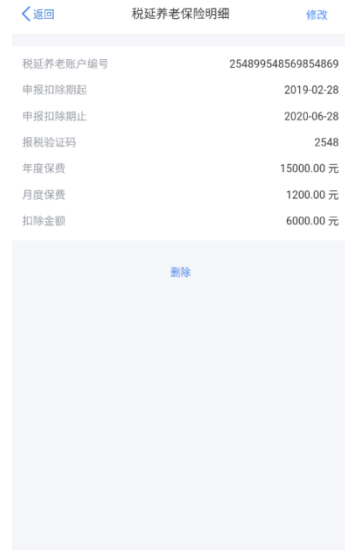 返回 税延养老保险明细 修改
税延养老账户编号 254899548569854869
申报扣除期起 2019-02-28
申报扣除期止 2020-06-28
报税验证码 2548
年度保费 15000.00 元
月度保费 1200.00 元
扣除金额 6000.00 元
删除